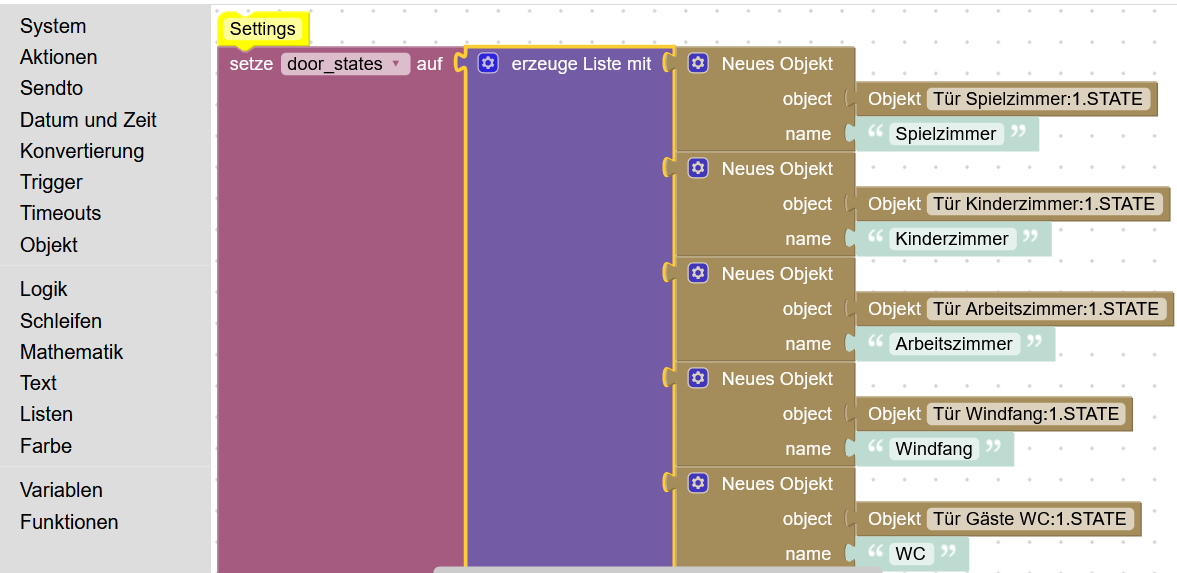 System
Aktionen
Sendto
Datum und Zeit
Konvertierung
Trigger
Timeouts
Objekt
Logik
Schleifen
Mathematik
Text
Listen
Farbe
Variablen
Funktionen
Settings
setze door_states ▾ auf erzeuge Liste mit Neues Objekt
object Objekt Tür Spielzimmer:1.STATE
name “ Spielzimmer ”
Neues Objekt
object Objekt Tür Kinderzimmer:1.STATE
name “ Kinderzimmer ”
Neues Objekt
object Objekt Tür Arbeitszimmer:1.STATE
name “ Arbeitszimmer ”
Neues Objekt
object Objekt Tür Windfang:1.STATE
name “ Windfang ”
Neues Objekt
object Objekt Tür Gäste WC:1.STATE
name “ WC ”